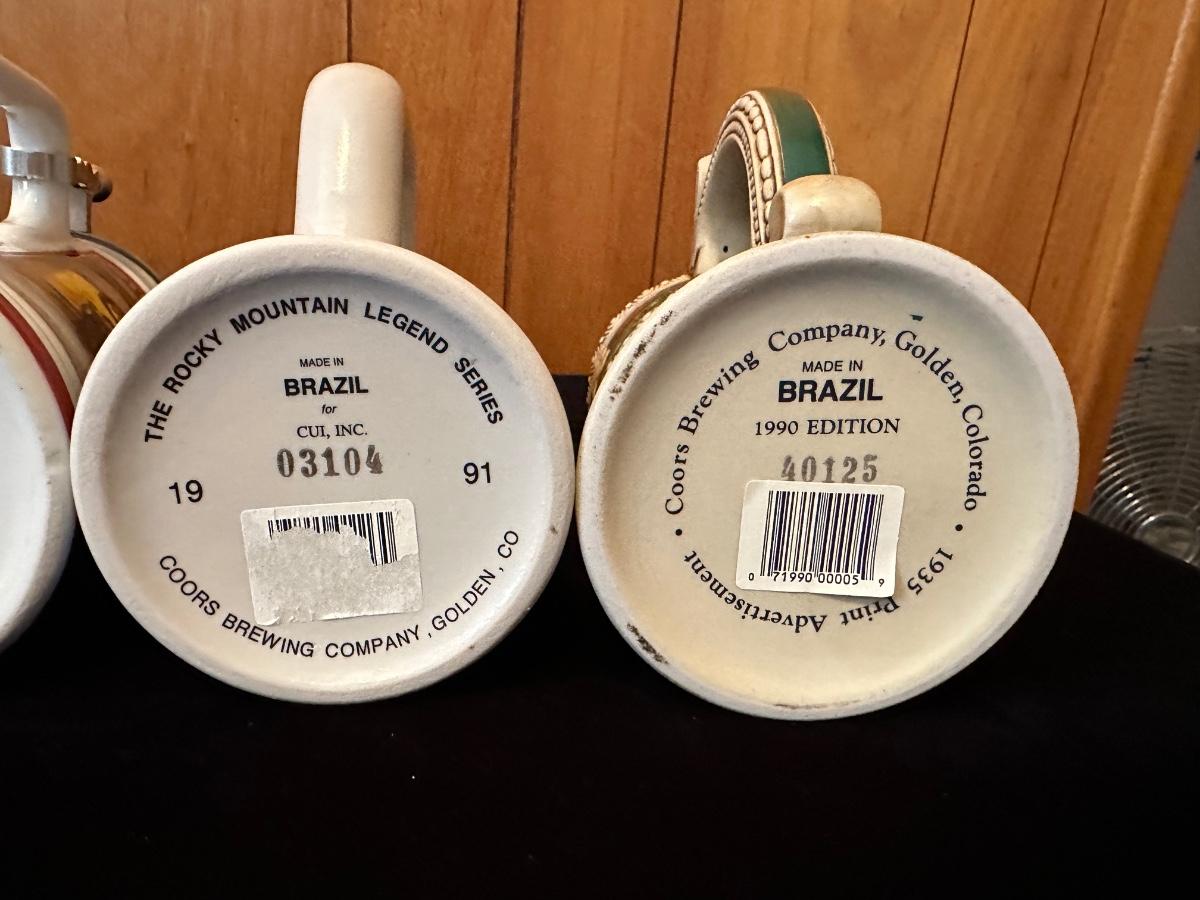 THE ROCKY MOUNTAIN LEGEND SERIES
MADE IN
BRAZIL
for
CUI, INC.
03104
19 91
COORS BREWING COMPANY, GOLDEN, CO
Coors Brewing Company, Golden, Colorado
MADE IN
BRAZIL
1990 EDITION
40125
0 71990 00005 9
• 1935 Print Advertisement •